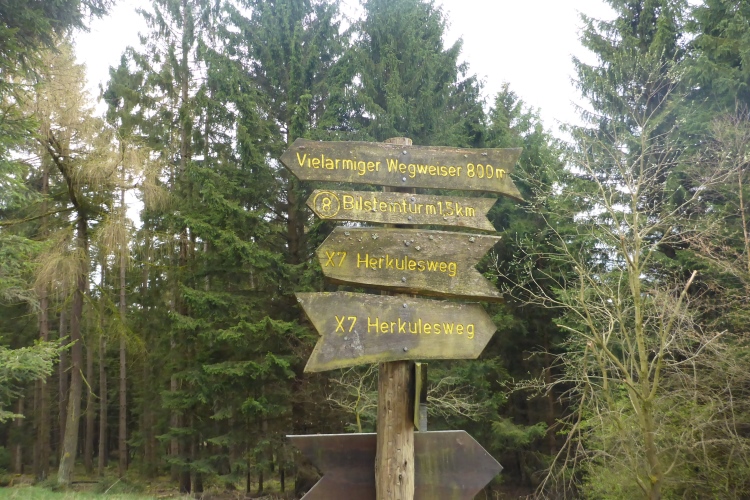 Vielarmiger Wegweiser 800m
8 Bilsteinturm 1,5km
X7 Herkulesweg
X7 Herkulesweg